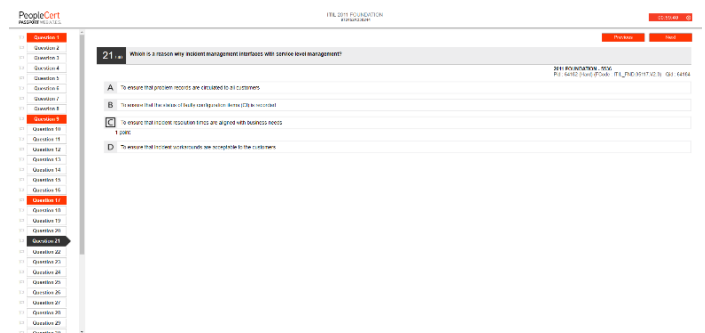 PeopleCert
ITIL 2011 FOUNDATION
Previous
Next
Question 1
Question 2
Question 3
Question 4
Question 5
Question 6
Question 7
Question 8
Question 9
Question 10
Question 11
Question 12
Question 13
Question 14
Question 15
Question 16
Question 17
Question 18
Question 19
Question 20
Question 21
Question 22
Question 23
Question 24
Question 25
Question 26
Question 27
Question 28
Question 29
21
Which is a reason why incident management interfaces with service level management?
A To ensure that problem records are circulated to all customers
B To ensure that the status of faulty configuration items (CI) is recorded
C To ensure that incident resolution times are aligned with business needs
1 point
D To ensure that incident workarounds are acceptable to the customers